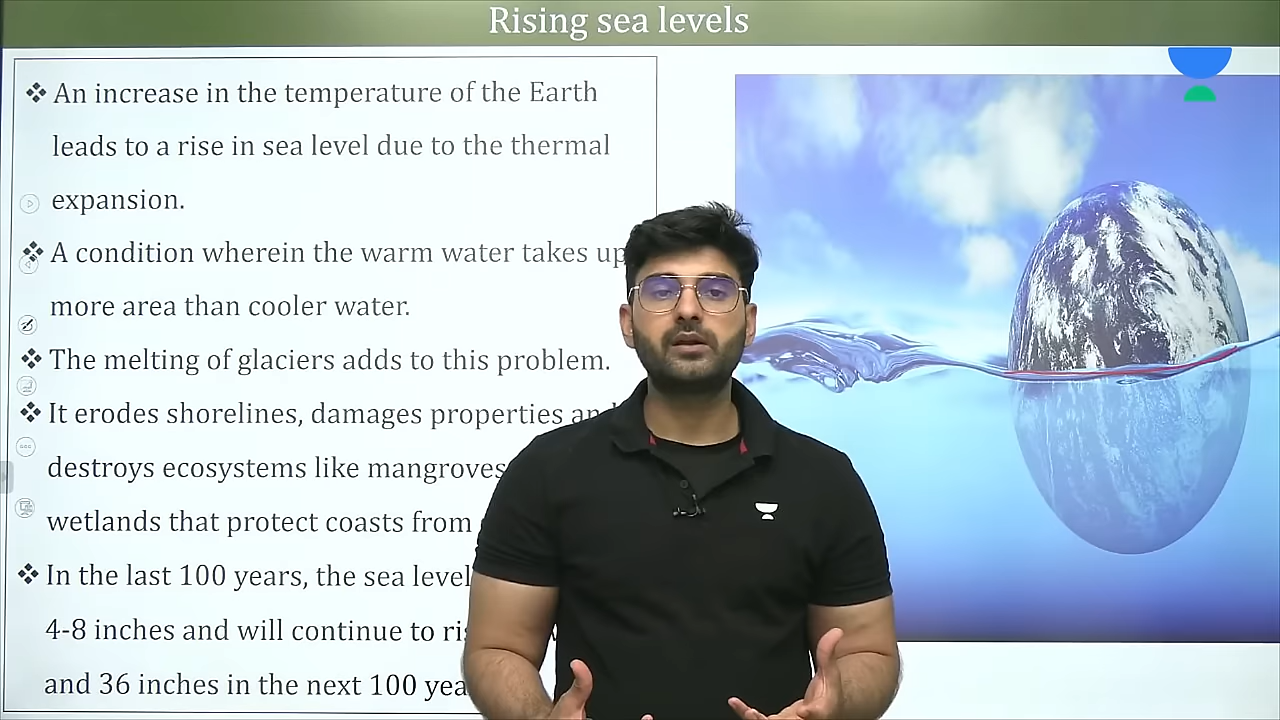 Rising sea levels
❖ An increase in the temperature of the Earth
leads to a rise in sea level due to the thermal
expansion.
❖ A condition wherein the warm water takes up
more area than cooler water.
❖ The melting of glaciers adds to this problem.
❖ It erodes shorelines, damages properties
destroys ecosystems like mangroves
wetlands that protect coasts from
❖ In the last 100 years, the sea level
4-8 inches and will continue to
and 36 inches in the next 100